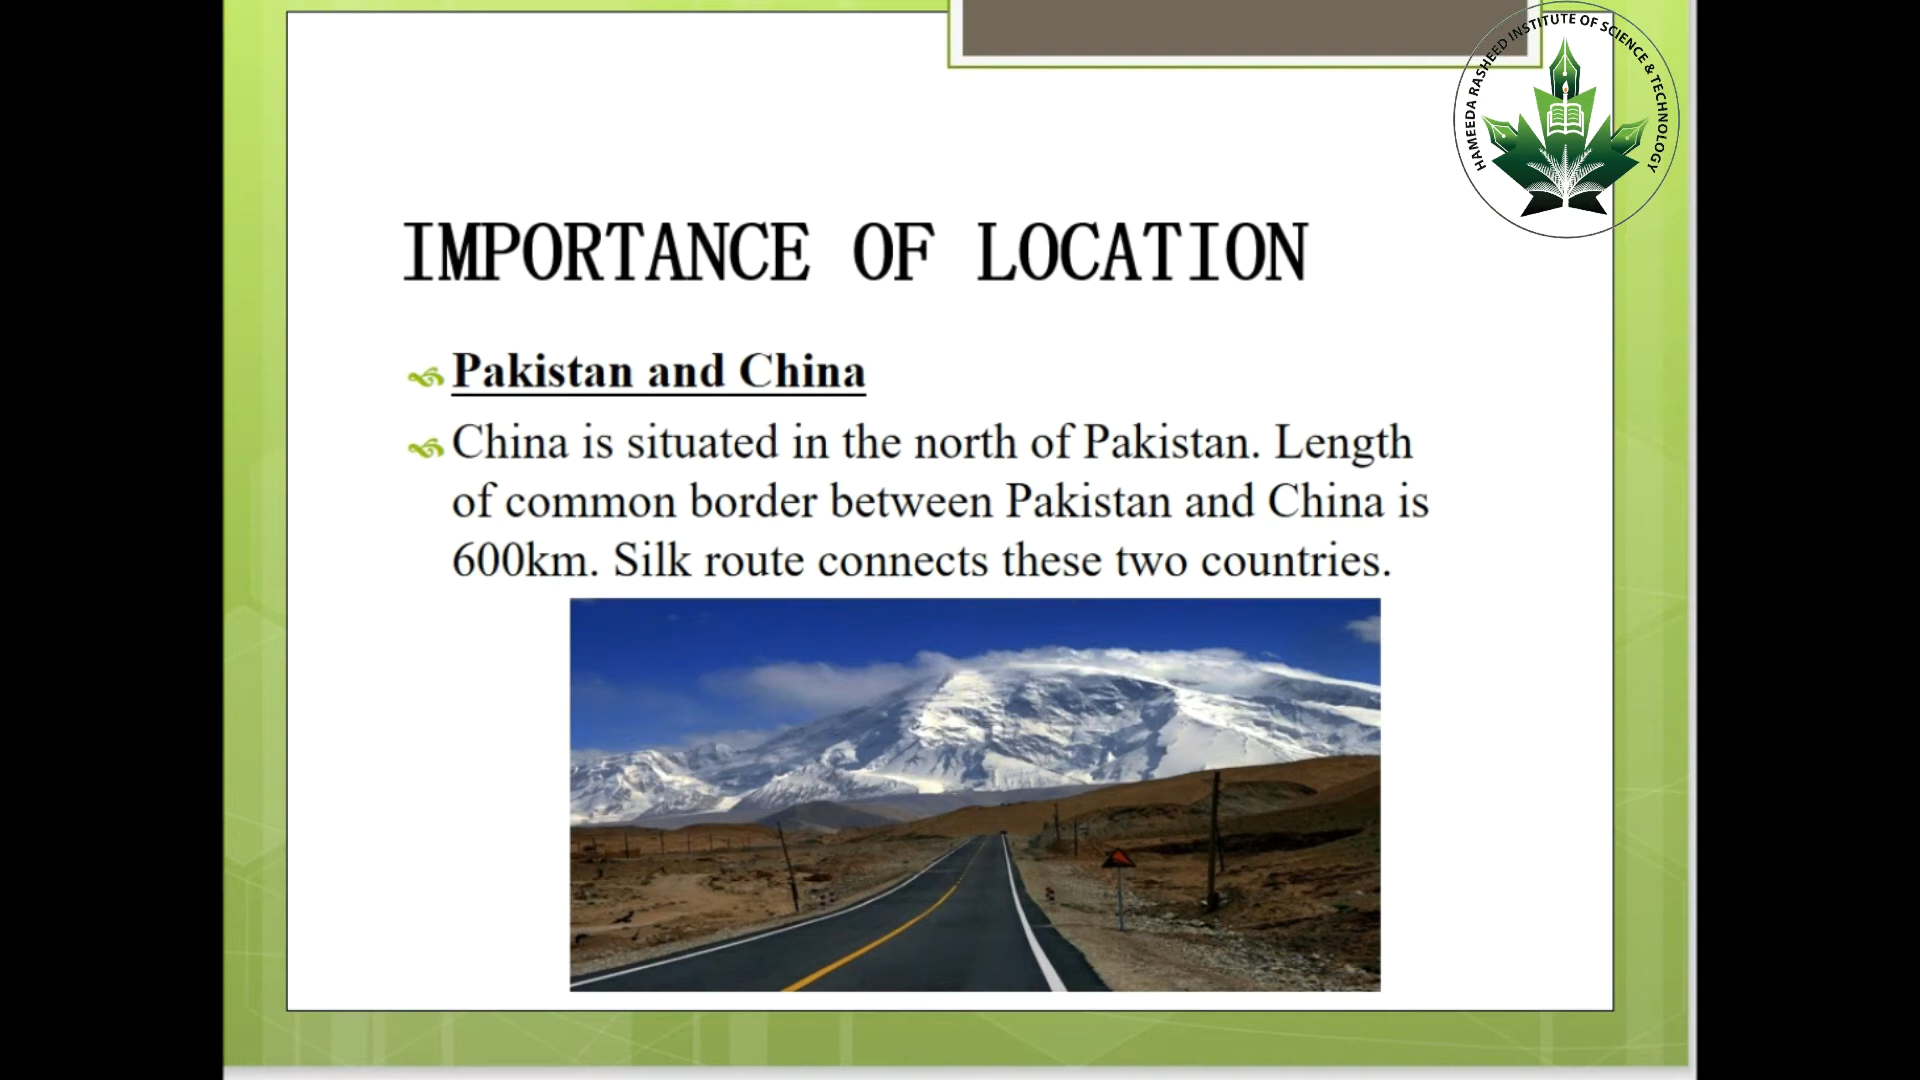 HAMEEDA RASHEED INSTITUTE OF SCIENCE & TECHNOLOGY
IMPORTANCE OF LOCATION
Pakistan and China
China is situated in the north of Pakistan. Length
of common border between Pakistan and China is
600km. Silk route connects these two countries.